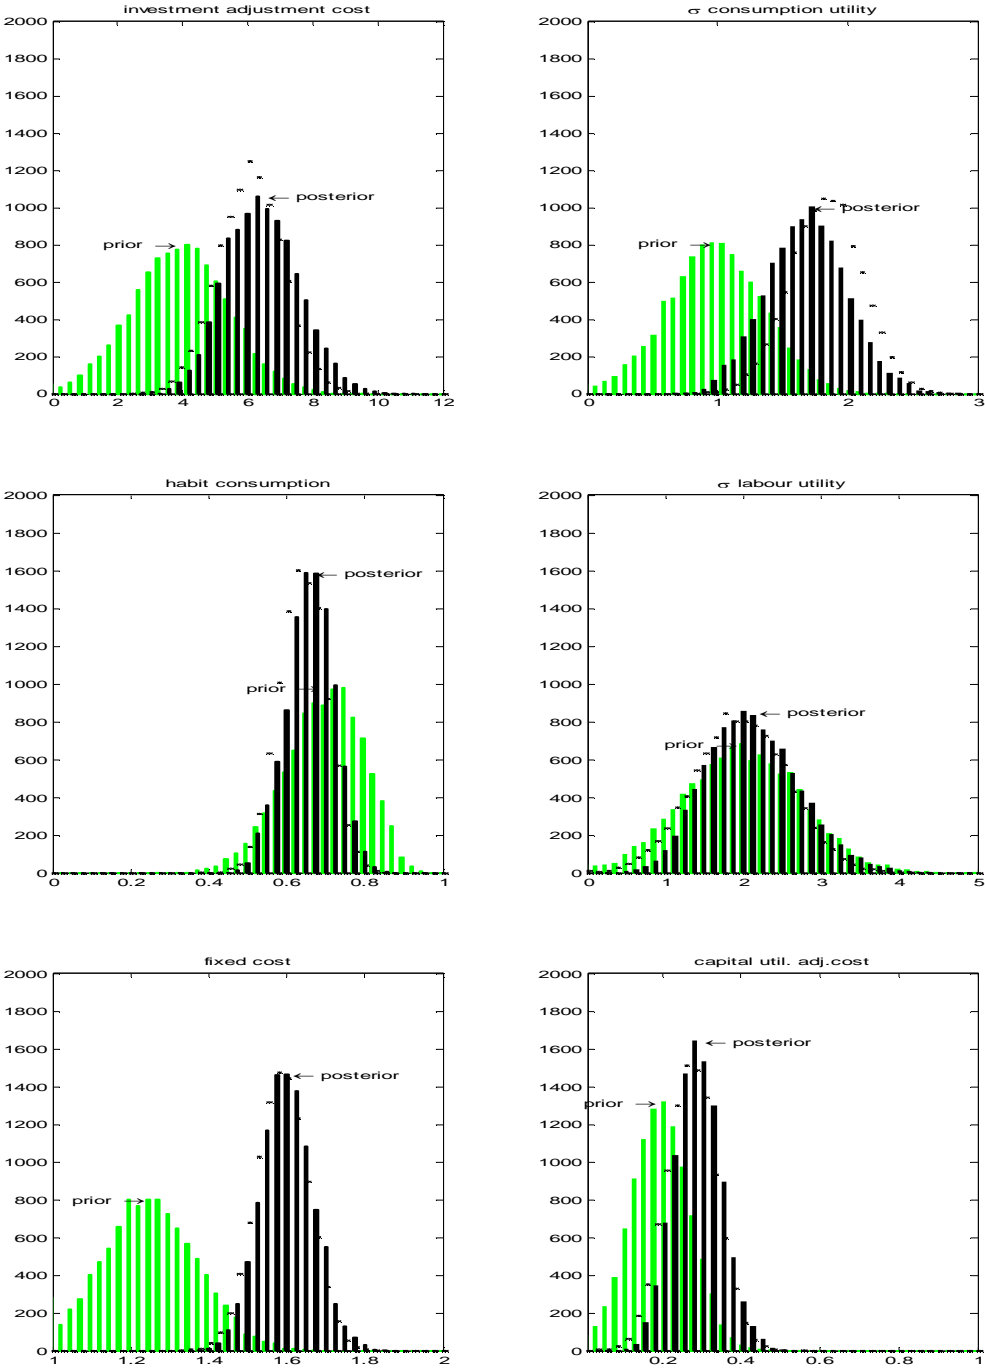 investment adjustment cost
2000
1800
1600
1400
1200
1000
800
600
400
200
0
prior
posterior
0 2 4 6 8 10 12
σ consumption utility
2000
1800
1600
1400
1200
1000
800
600
400
200
0
prior
posterior
0 1 2 3
habit consumption
2000
1800
1600
1400
1200
1000
800
600
400
200
0
posterior
prior
0 0.2 0.4 0.6 0.8 1
σ labour utility
2000
1800
1600
1400
1200
1000
800
600
400
200
0
posterior
prior
0 1 2 3 4 5
fixed cost
2000
1800
1600
1400
1200
1000
800
600
400
200
0
posterior
prior
1 1.2 1.4 1.6 1.8 2
capital util. adj.cost
2000
1800
1600
1400
1200
1000
800
600
400
200
0
posterior
prior
0.2 0.4 0.6 0.8 1